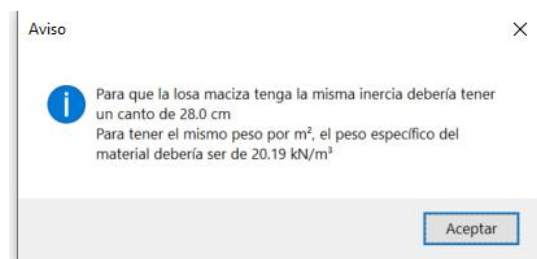 Aviso
Para que la losa maciza tenga la misma inercia debería tener
un canto de 28.0 cm
Para tener el mismo peso por m², el peso específico del
material debería ser de 20.19 kN/m³
Aceptar